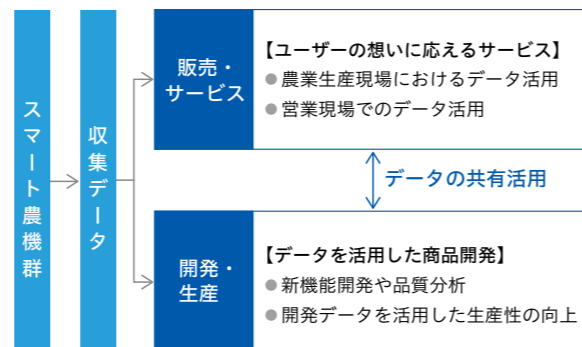 スマート農機群
収集データ
販売・
サービス
【ユーザーの想いに応えるサービス】
●農業生産現場におけるデータ活用
●営業現場でのデータ活用
データの共有活用
開発・
生産
【データを活用した商品開発】
●新機能開発や品質分析
●開発データを活用した生産性の向上